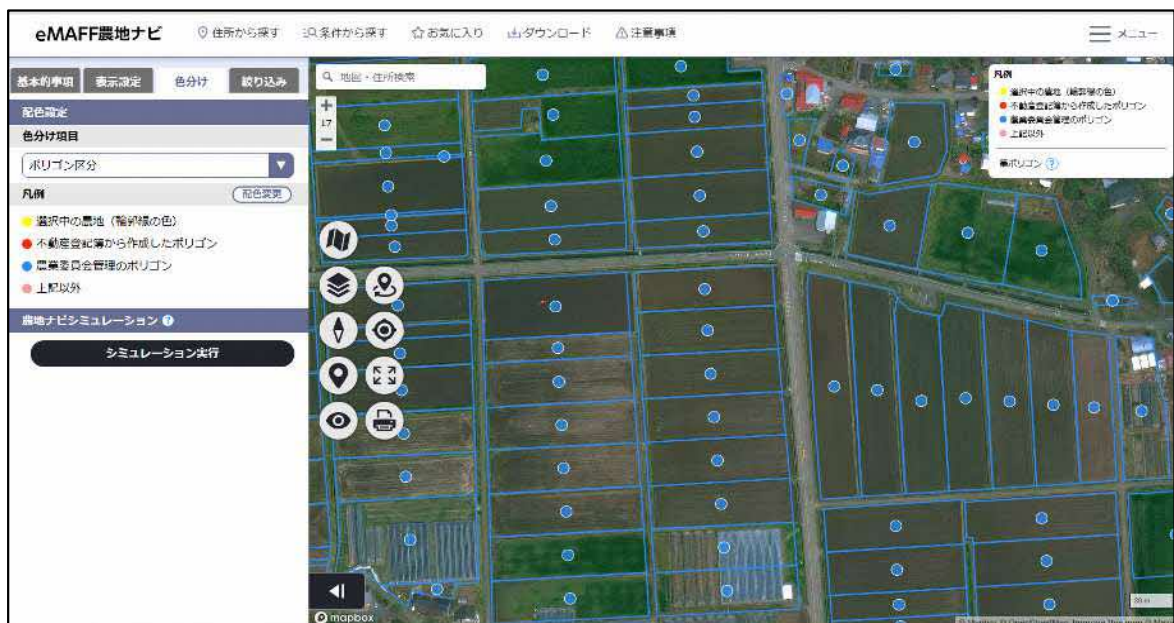 eMAFF農地ナビ
住所から探す
条件から探す
お気に入り
ダウンロード
注意事項
メニュー
基本的事項
表示設定
色分け
絞り込み
配色設定
色分け項目
ポリゴン区分
凡例
配色変更
選択中の農地（輪郭線の色）
不動産登記簿から作成したポリゴン
農業委員会管理のポリゴン
上記以外
農地ナビシミュレーション ?
シミュレーション実行
地図・住所検索
+
17
−
凡例
選択中の農地（輪郭線の色）
不動産登記簿から作成したポリゴン
農業委員会管理のポリゴン
上記以外
筆ポリゴン ?
mapbox